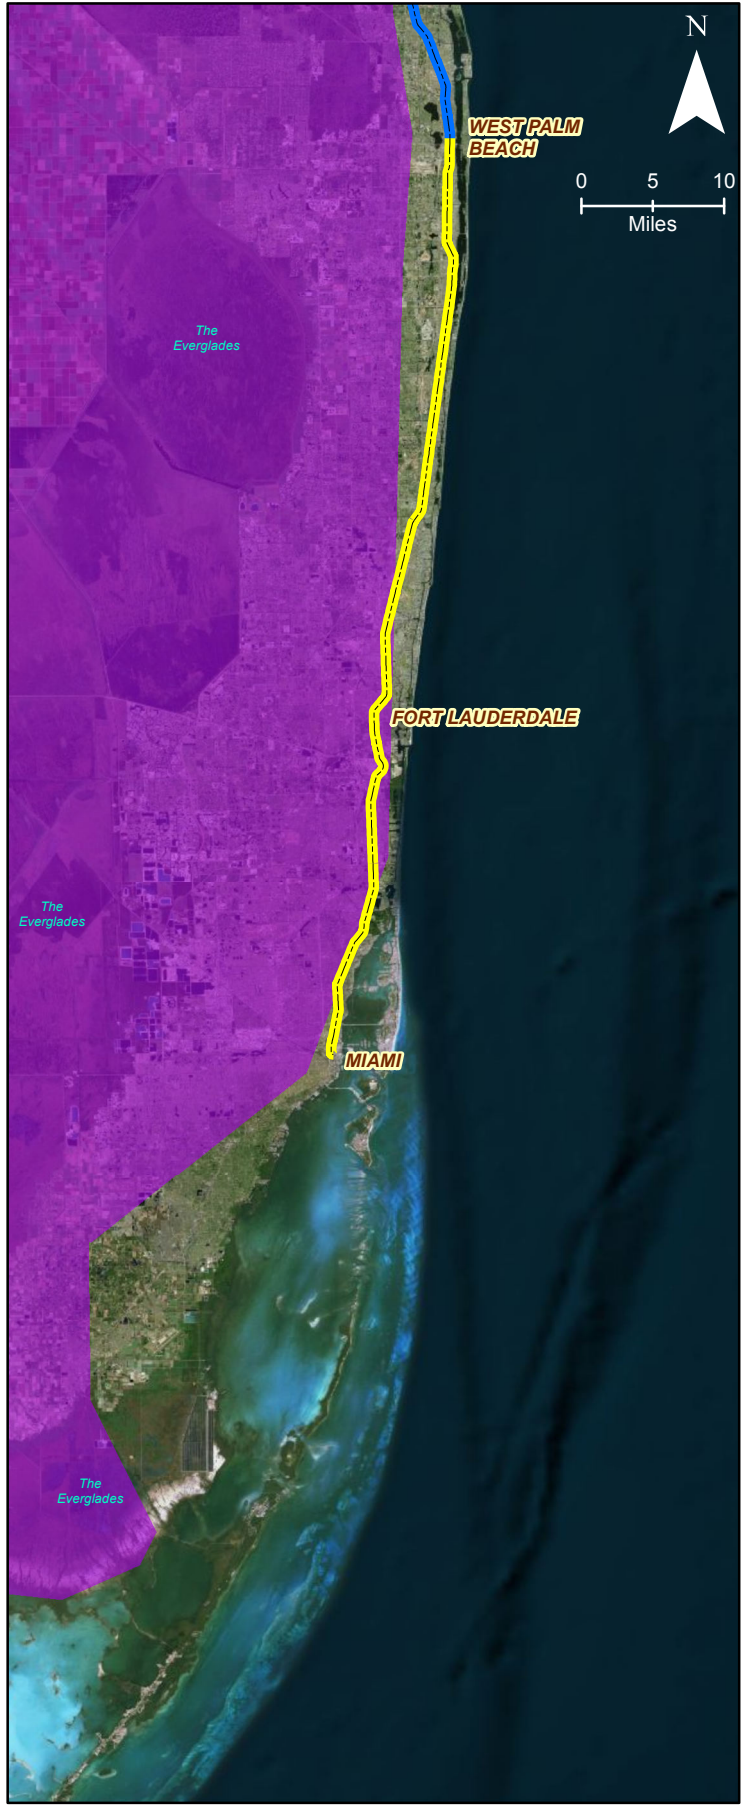 N
WEST PALM
BEACH
0 5 10
Miles
The
Everglades
FORT LAUDERDALE
The
Everglades
MIAMI
The
Everglades